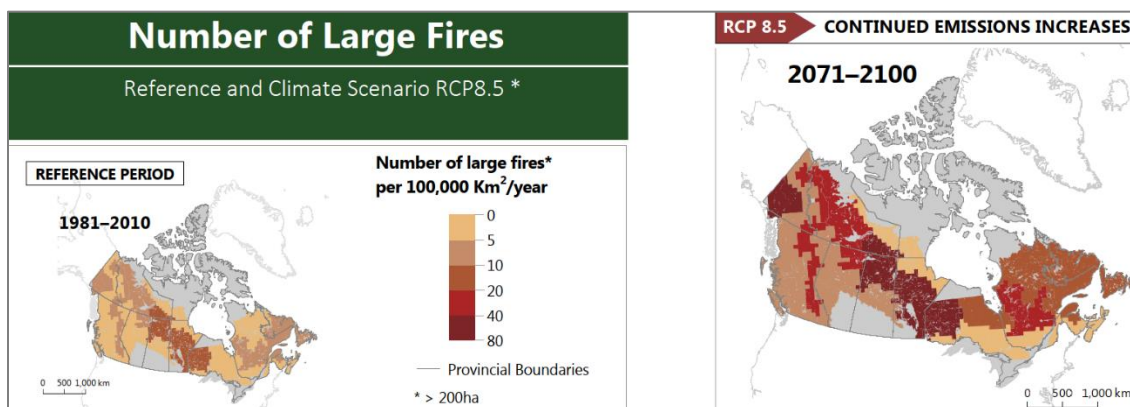 Number of Large Fires
Reference and Climate Scenario RCP8.5 *
REFERENCE PERIOD
1981–2010
0 500 1,000 km
Number of large fires*
per 100,000 Km²/year
0
5
10
20
40
80
Provincial Boundaries
* > 200ha
RCP 8.5 CONTINUED EMISSIONS INCREASES
2071–2100
0 500 1,000 km